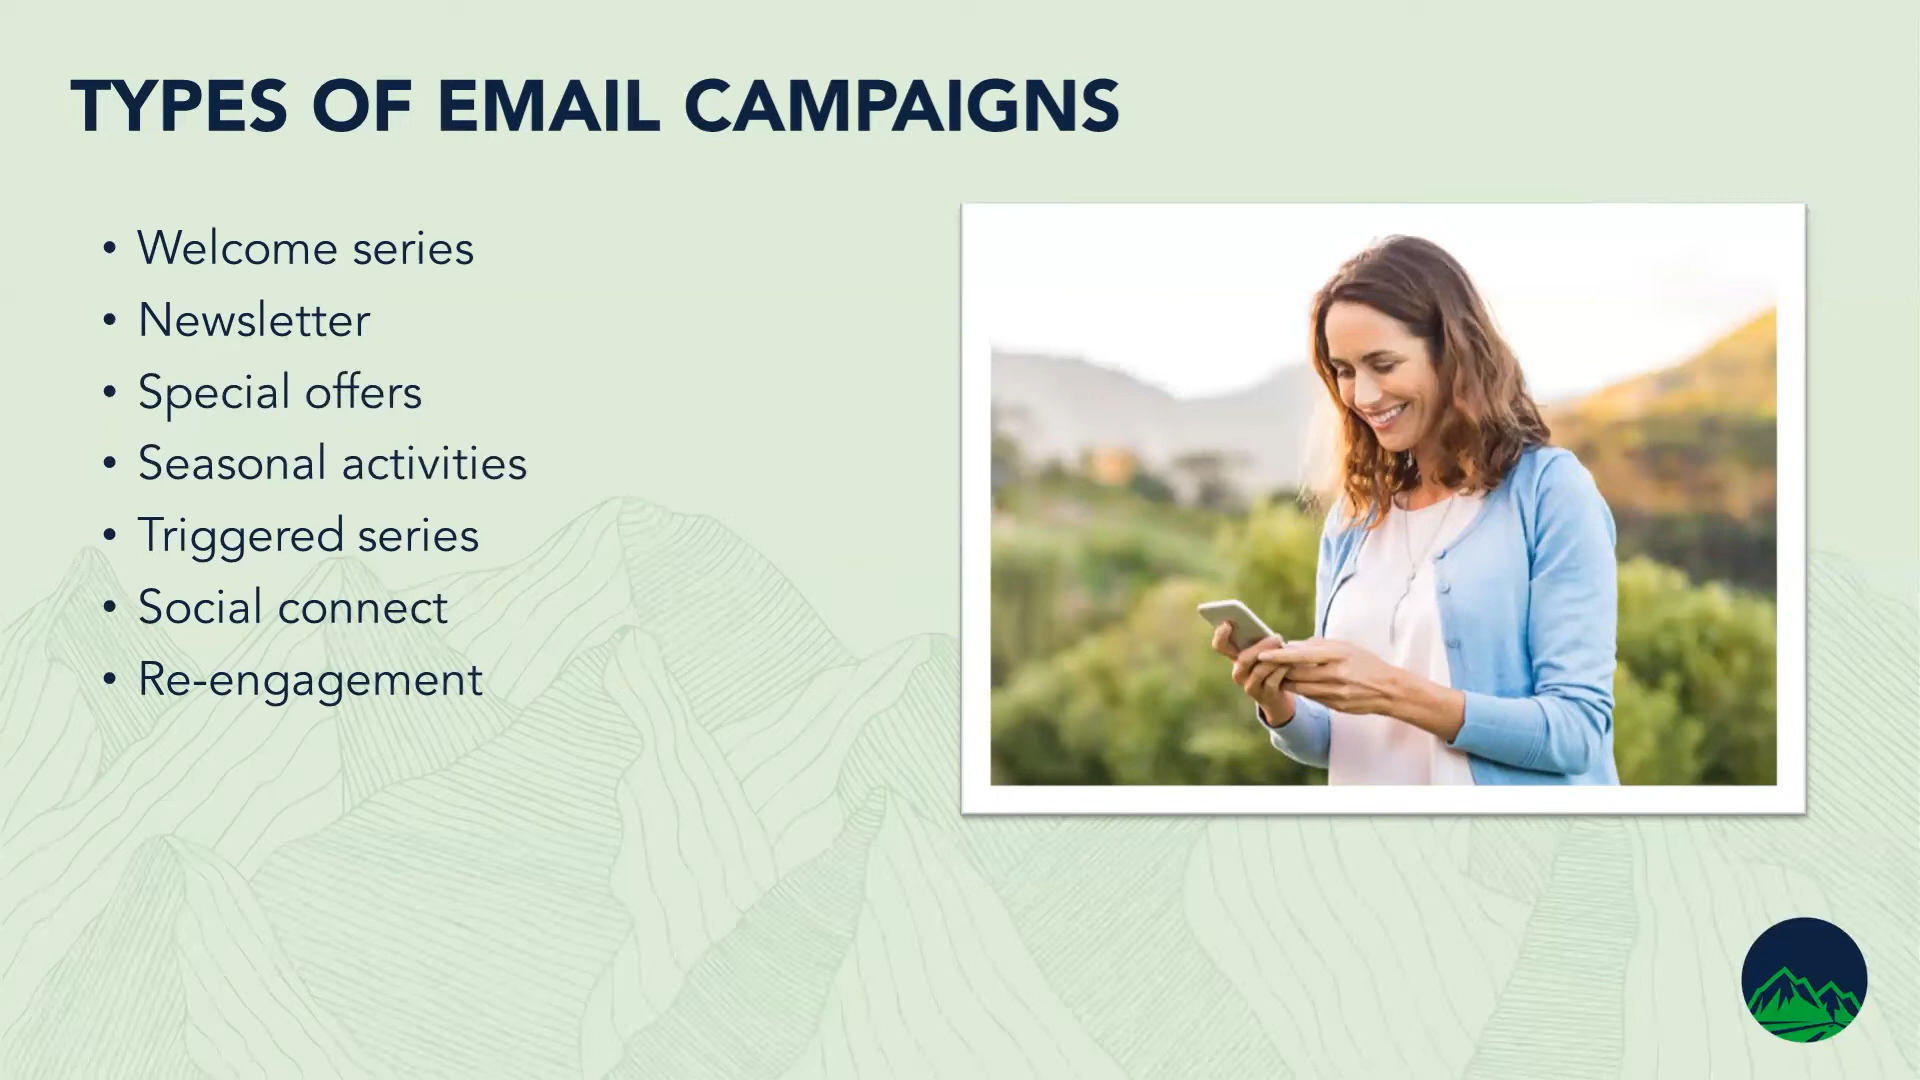 TYPES OF EMAIL CAMPAIGNS
• Welcome series
• Newsletter
• Special offers
• Seasonal activities
• Triggered series
• Social connect
• Re-engagement